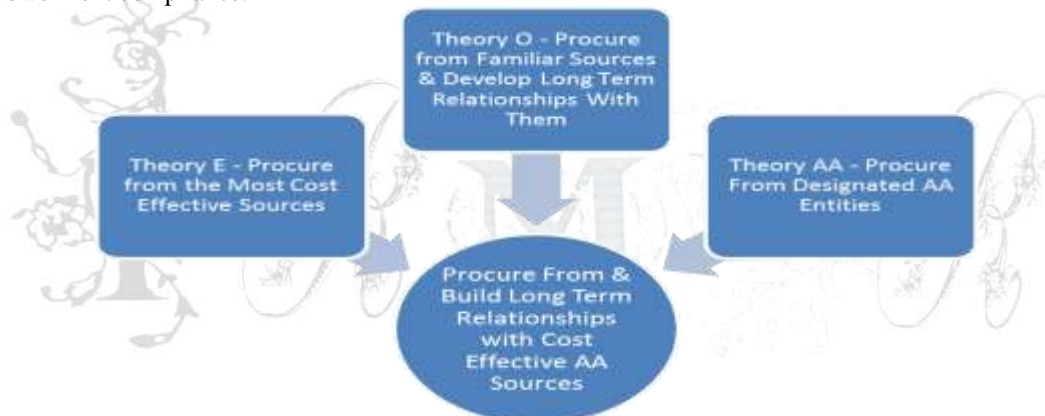 Theory O - Procure
from Familiar Sources
& Develop Long Term
Relationships With
Them
Theory E - Procure
from the Most Cost
Effective Sources
Theory AA - Procure
From Designated AA
Entities
Procure From &
Build Long Term
Relationships
with Cost
Effective AA
Sources